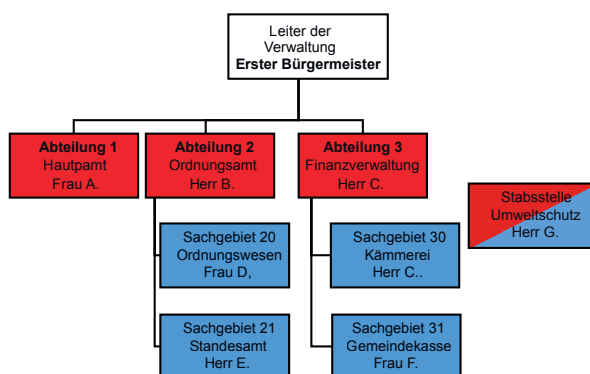 Leiter der
Verwaltung
Erster Bürgermeister
Abteilung 1
Hautpamt
Frau A.
Abteilung 2
Ordnungsamt
Herr B.
Abteilung 3
Finanzverwaltung
Herr C.
Stabsstelle
Umweltschutz
Herr G.
Sachgebiet 20
Ordnungswesen
Frau D,
Sachgebiet 30
Kämmerei
Herr C..
Sachgebiet 21
Standesamt
Herr E.
Sachgebiet 31
Gemeindekasse
Frau F.